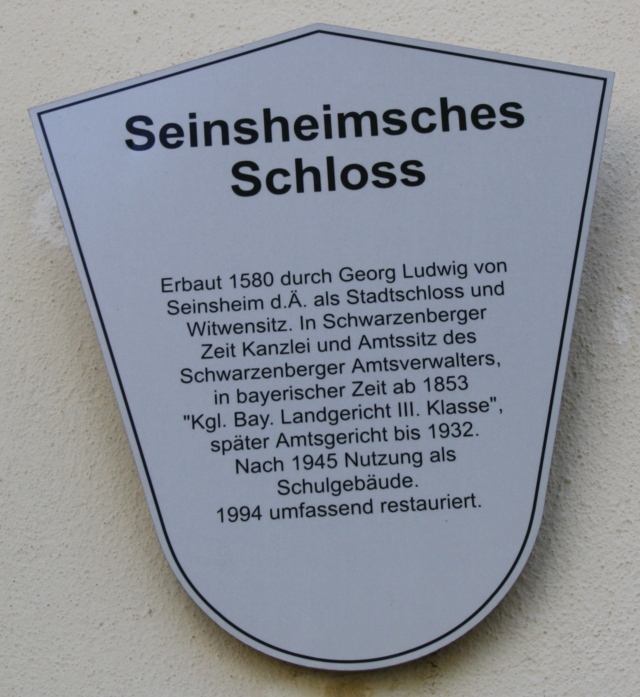 Seinsheimsches
Schloss
Erbaut 1580 durch Georg Ludwig von
Seinsheim d.Ä. als Stadtschloss und
Witwensitz. In Schwarzenberger
Zeit Kanzlei und Amtssitz des
Schwarzenberger Amtsverwalters,
in bayerischer Zeit ab 1853
"Kgl. Bay. Landgericht III. Klasse",
später Amtsgericht bis 1932.
Nach 1945 Nutzung als
Schulgebäude.
1994 umfassend restauriert.